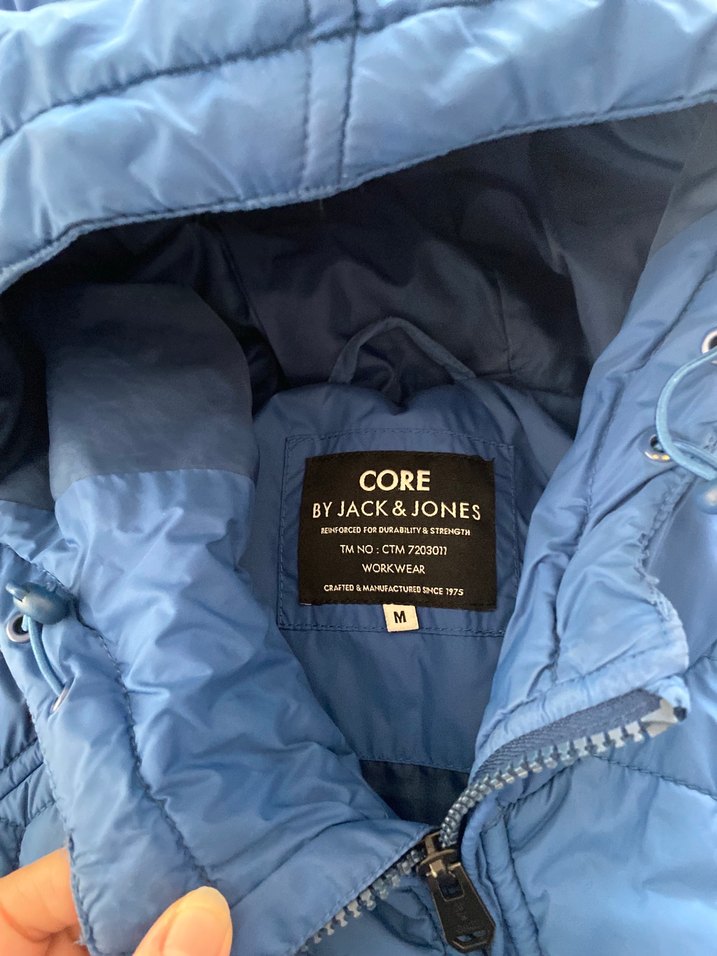 CORE
BY JACK & JONES
REINFORCED FOR DURABILITY & STRENGTH
TM NO : CTM 7203011
WORKWEAR
CRAFTED & MANUFACTURED SINCE 1975
M